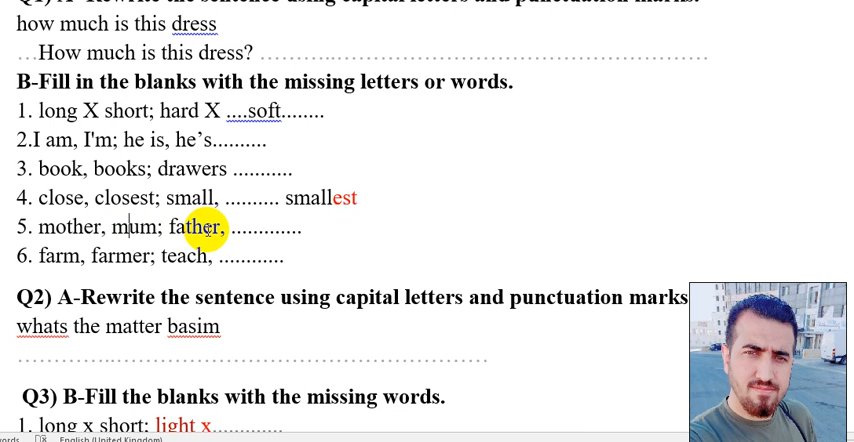 how much is this dress
...How much is this dress? ........................................................................
B-Fill in the blanks with the missing letters or words.
1. long X short; hard X ....soft........
2.I am, I'm; he is, he’s..........
3. book, books; drawers ...........
4. close, closest; small, .......... smallest
5. mother, mum; father, .............
6. farm, farmer; teach, ............
Q2) A-Rewrite the sentence using capital letters and punctuation marks
whats the matter basim
............................................................
Q3) B-Fill the blanks with the missing words.
1. long x short; light x.............
English (United Kingdom)